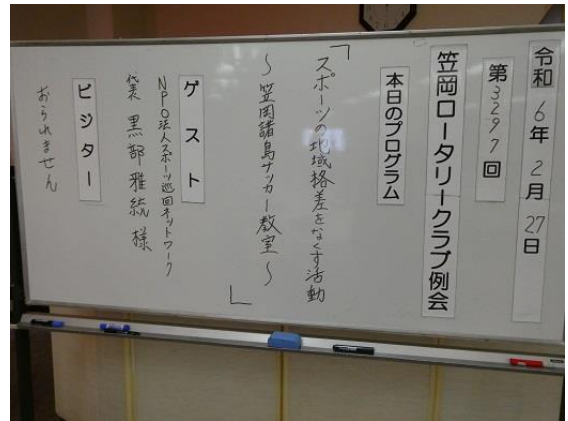 令和6年2月27日
第3297回
笠岡ロータリークラブ例会
本日のプログラム
「スポーツの地域格差をなくす活動
～笠岡諸島サッカー教室～」
ゲスト
NPO法人スポーツ巡回ネットワーク
代表 黒部雅統 様
ビジター
おられません